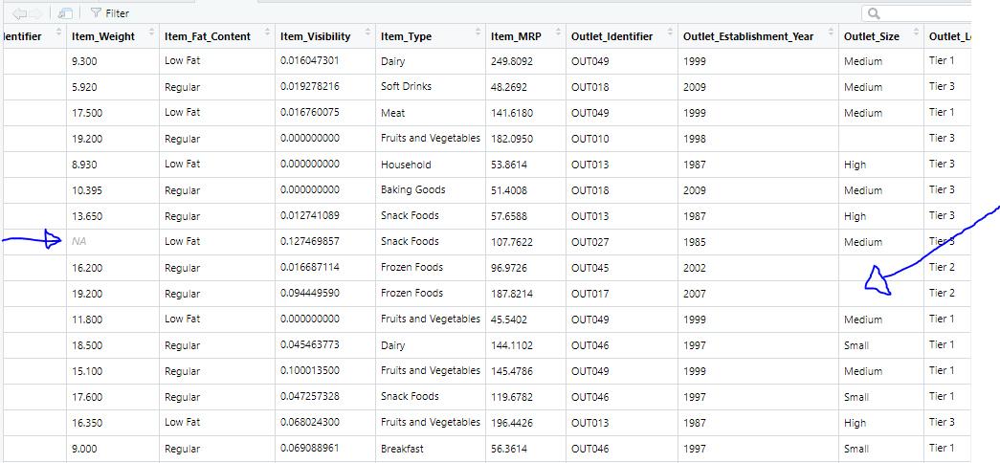 Filter
dentifier Item_Weight Item_Fat_Content Item_Visibility Item_Type Item_MRP Outlet_Identifier Outlet_Establishment_Year Outlet_Size Outlet_Lo
9.300 Low Fat 0.016047301 Dairy 249.8092 OUT049 1999 Medium Tier 1
5.920 Regular 0.019278216 Soft Drinks 48.2692 OUT018 2009 Medium Tier 3
17.500 Low Fat 0.016760075 Meat 141.6180 OUT049 1999 Medium Tier 1
19.200 Regular 0.000000000 Fruits and Vegetables 182.0950 OUT010 1998 Tier 3
8.930 Low Fat 0.000000000 Household 53.8614 OUT013 1987 High Tier 3
10.395 Regular 0.000000000 Baking Goods 51.4008 OUT018 2009 Medium Tier 3
13.650 Regular 0.012741089 Snack Foods 57.6588 OUT013 1987 High Tier 3
NA Low Fat 0.127469857 Snack Foods 107.7622 OUT027 1985 Medium Tier 3
16.200 Regular 0.016687114 Frozen Foods 96.9726 OUT045 2002 Tier 2
19.200 Regular 0.094449590 Frozen Foods 187.8214 OUT017 2007 Tier 2
11.800 Low Fat 0.000000000 Fruits and Vegetables 45.5402 OUT049 1999 Medium Tier 1
18.500 Regular 0.045463773 Dairy 144.1102 OUT046 1997 Small Tier 1
15.100 Regular 0.100013500 Fruits and Vegetables 145.4786 OUT049 1999 Medium Tier 1
17.600 Regular 0.047257328 Snack Foods 119.6782 OUT046 1997 Small Tier 1
16.350 Low Fat 0.068024300 Fruits and Vegetables 196.4426 OUT013 1987 High Tier 3
9.000 Regular 0.069088961 Breakfast 56.3614 OUT046 1997 Small Tier 1